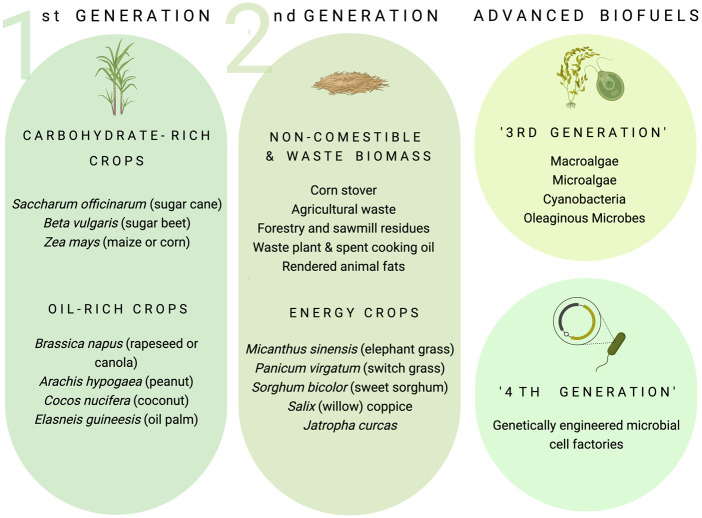 1st GENERATION
CARBOHYDRATE-RICH
CROPS
Saccharum officinarum (sugar cane)
Beta vulgaris (sugar beet)
Zea mays (maize or corn)
OIL-RICH CROPS
Brassica napus (rapeseed or
canola)
Arachis hypogaea (peanut)
Cocos nucifera (coconut)
Elasneis guineesis (oil palm)
2nd GENERATION
NON-COMESTIBLE
& WASTE BIOMASS
Corn stover
Agricultural waste
Forestry and sawmill residues
Waste plant & spent cooking oil
Rendered animal fats
ENERGY CROPS
Micanthus sinensis (elephant grass)
Panicum virgatum (switch grass)
Sorghum bicolor (sweet sorghum)
Salix (willow) coppice
Jatropha curcas
ADVANCED BIOFUELS
'3RD GENERATION'
Macroalgae
Microalgae
Cyanobacteria
Oleaginous Microbes
'4TH GENERATION'
Genetically engineered microbial
cell factories